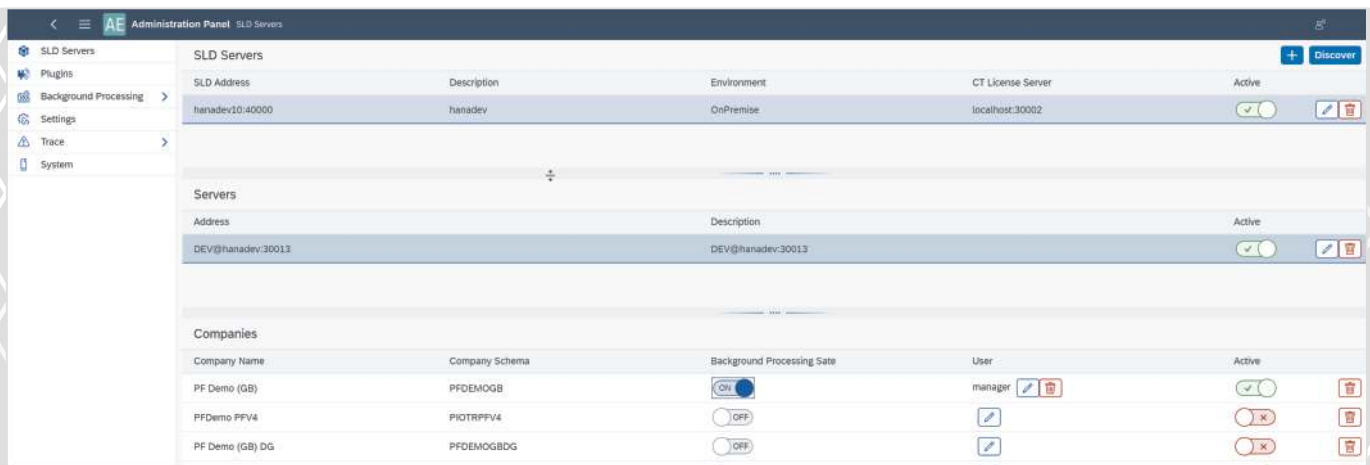 AE Administration Panel SLD Servers
SLD Servers
Plugins
Background Processing
Settings
Trace
System
SLD Servers + Discover
SLD Address Description Environment CT License Server Active
hanadev10:40000 hanadev OnPremise localhost:30002
Servers
Address Description Active
DEV@hanadev:30013 DEV@hanadev:30013
Companies
Company Name Company Schema Background Processing Sate User Active
PF Demo (GB) PFDEMOGB ON manager
PFDemo PFV4 PIOTRPFV4 OFF
PF Demo (GB) DG PFDEMOGBDG OFF